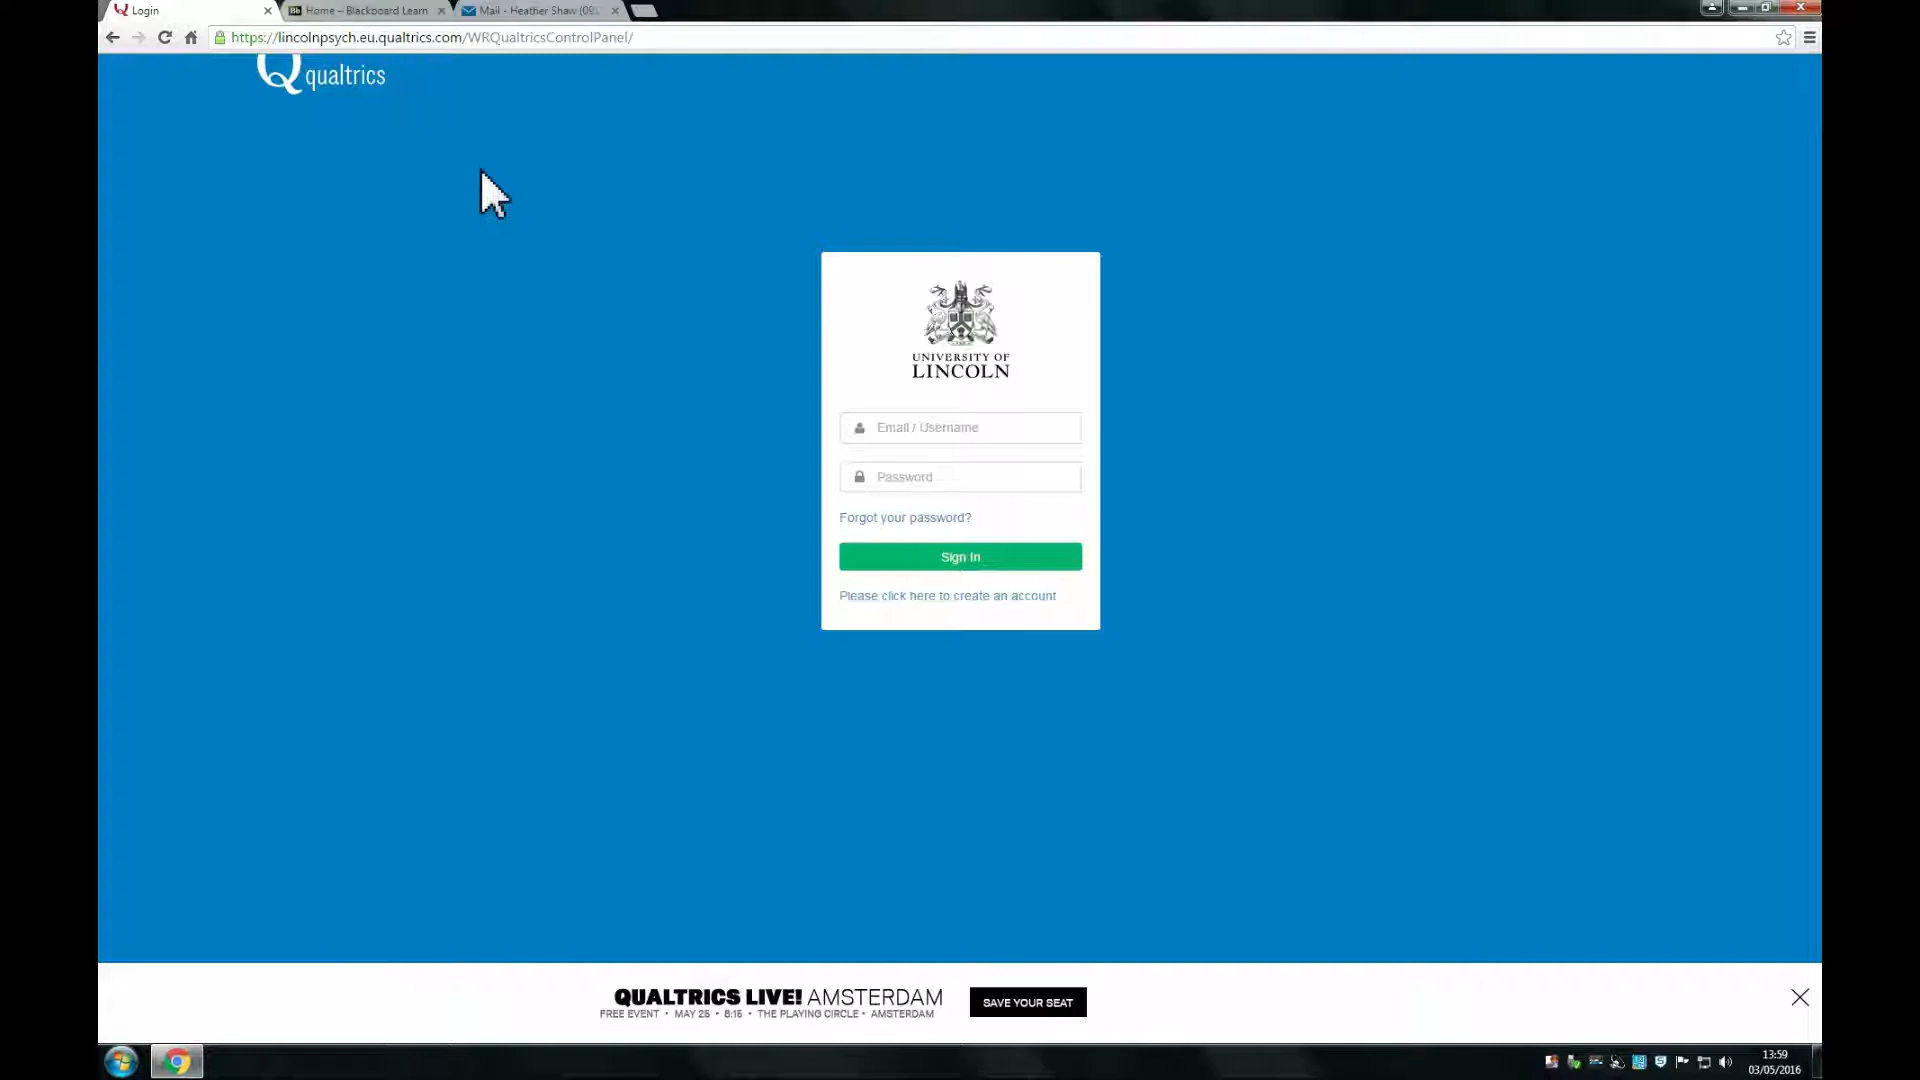 Login
Home – Blackboard Learn
Mail - Heather Shaw (09
https://lincolnpsych.eu.qualtrics.com/WRQualtricsControlPanel/
qualtrics
UNIVERSITY OF
LINCOLN
Email / Username
Password
Forgot your password?
Sign In
Please click here to create an account
QUALTRICS LIVE! AMSTERDAM
FREE EVENT • MAY 25 • 8:15 • THE PLAYING CIRCLE • AMSTERDAM
SAVE YOUR SEAT
13:59
03/05/2016